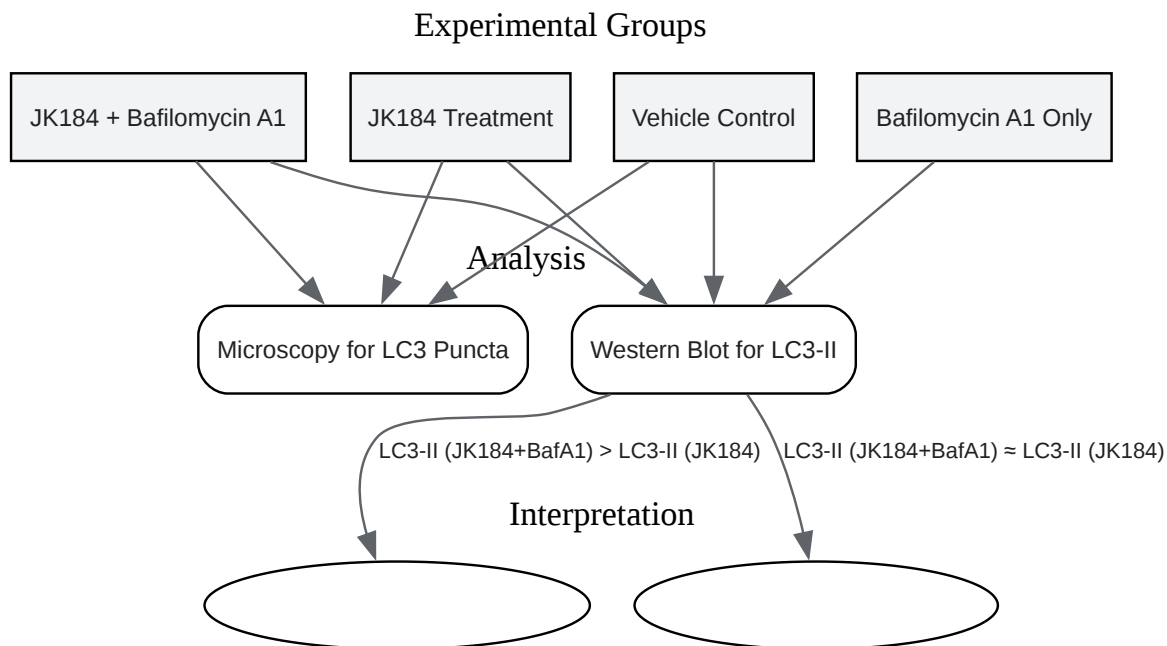 Experimental Groups
JK184 + Bafilomycin A1
JK184 Treatment
Vehicle Control
Bafilomycin A1 Only
Analysis
Microscopy for LC3 Puncta
Western Blot for LC3-II
LC3-II (JK184+BafA1) > LC3-II (JK184)
LC3-II (JK184+BafA1) ≈ LC3-II (JK184)
Interpretation